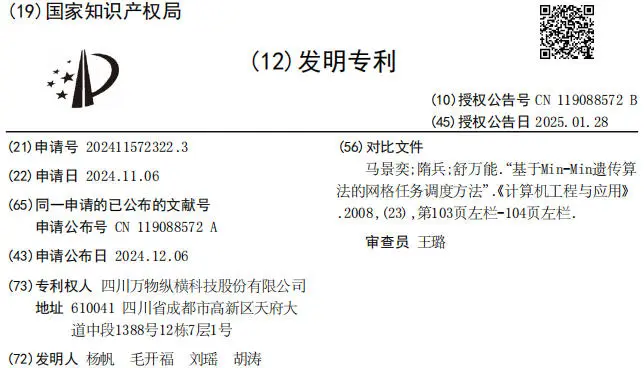 (19)国家知识产权局
(12)发明专利
(10)授权公告号 CN 119088572 B
(45)授权公告日 2025.01.28
(21)申请号 202411572322.3
(22)申请日 2024.11.06
(65)同一申请的已公布的文献号
申请公布号 CN 119088572 A
(43)申请公布日 2024.12.06
(73)专利权人 四川万物纵横科技股份有限公司
地址 610041 四川省成都市高新区天府大
道中段1388号12栋7层1号
(72)发明人 杨帆 毛开福 刘瑶 胡涛
(56)对比文件
马景奕;隋兵;舒万能.“基于Min-Min遗传算
法的网格任务调度方法”.《计算机工程与应用》
.2008,(23),第103页左栏-104页左栏.
审查员 王璐